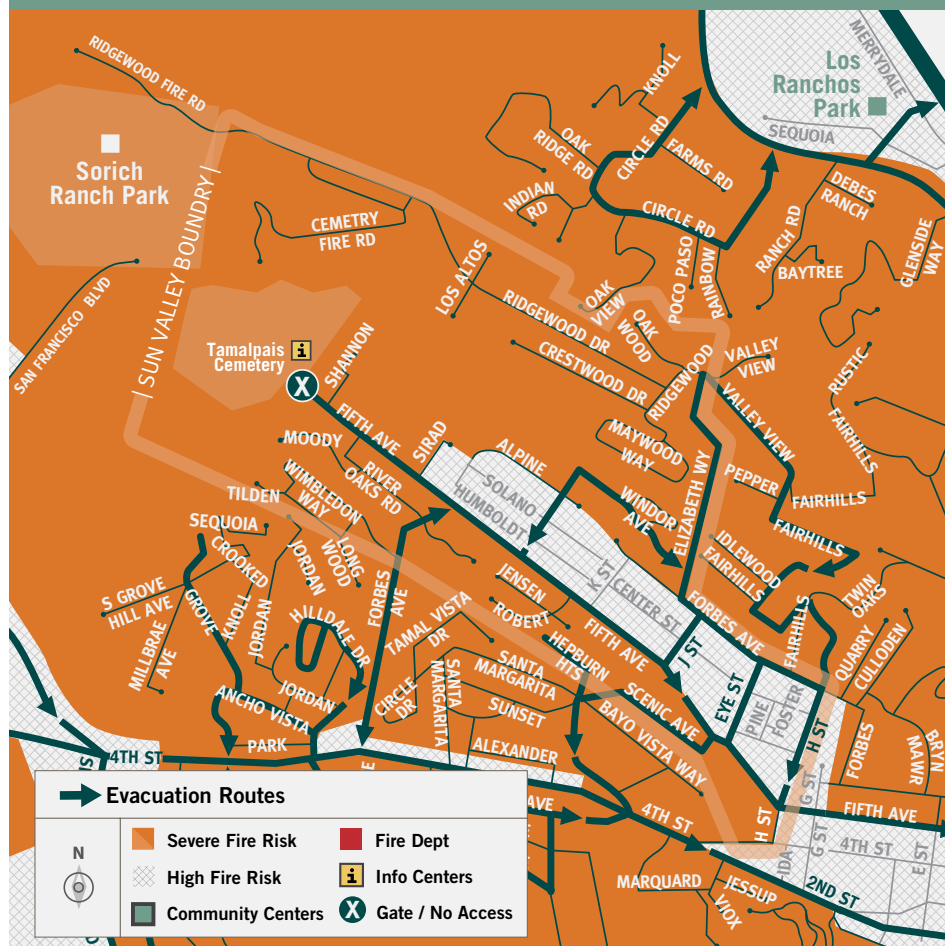 RIDGEWOOD FIRE RD
KNOLL
MERRYDALE
Los
Ranchos
Park
SEQUOIA
Sorich
Ranch Park
OAK
RIDGE RD
CIRCLE RD
FARMS RD
INDIAN
RD
CIRCLE RD
DEBES
RANCH
CEMETRY
FIRE RD
| SUN VALLEY BOUNDRY |
LOS ALTOS
POCO PASO
RAINBOW
RANCH RD
BAYTREE
GLENSIDE
WAY
SAN FRANCISCO BLVD
OAK
VIEW
OAK
WOOD
RIDGEWOOD DR
CRESTWOOD DR
RIDGEWOOD
VALLEY
VIEW
Tamalpais
Cemetery
i
X
SHANNON
RUSTIC
FAIRHILLS
FIFTH AVE
MOODY
SIRAD
ALPINE
MAYWOOD
WAY
VALLEY VIEW
PEPPER
FAIRHILLS
RIVER
OAKS RD
WIMBLEDON
WAY
TILDEN
SOLANO
HUMBOLDT
WINDOR
AVE
ELIZABETH WY
FAIRHILLS
SEQUOIA
CROOKED
JORDAN
LONG
WOOD
FORBES
AVE
K ST
CENTER ST
IDLEWOOD
FAIRHILLS
TWIN
OAKS
S GROVE
HILL AVE
GROVE
KNOLL
JORDAN
HILLDALE DR
JENSEN
ROBERT
FORBES AVE
FAIRHILLS
QUARRY
CULLODEN
MILLBRAE
AVE
TAMAL VISTA
DR
HEPBURN
HTS
FIFTH AVE
J ST
ANCHO VISTA
JORDAN
CIRCLE
DR
SANTA
MARGARITA
SANTA
MARGARITA
SUNSET
SCENIC AVE
BAYO VISTA WAY
EYE ST
PINE
FOSTER
H ST
FORBES
BRYN
MAWR
4TH ST
PARK
ALEXANDER
G ST
FIFTH AVE
AVE
4TH ST
H ST
IDA
G ST
4TH ST
E ST
2ND ST
MARQUARD
JESSUP
VIOX
Evacuation Routes
N
Severe Fire Risk
Fire Dept
High Fire Risk
i
Info Centers
Community Centers
X
Gate / No Access